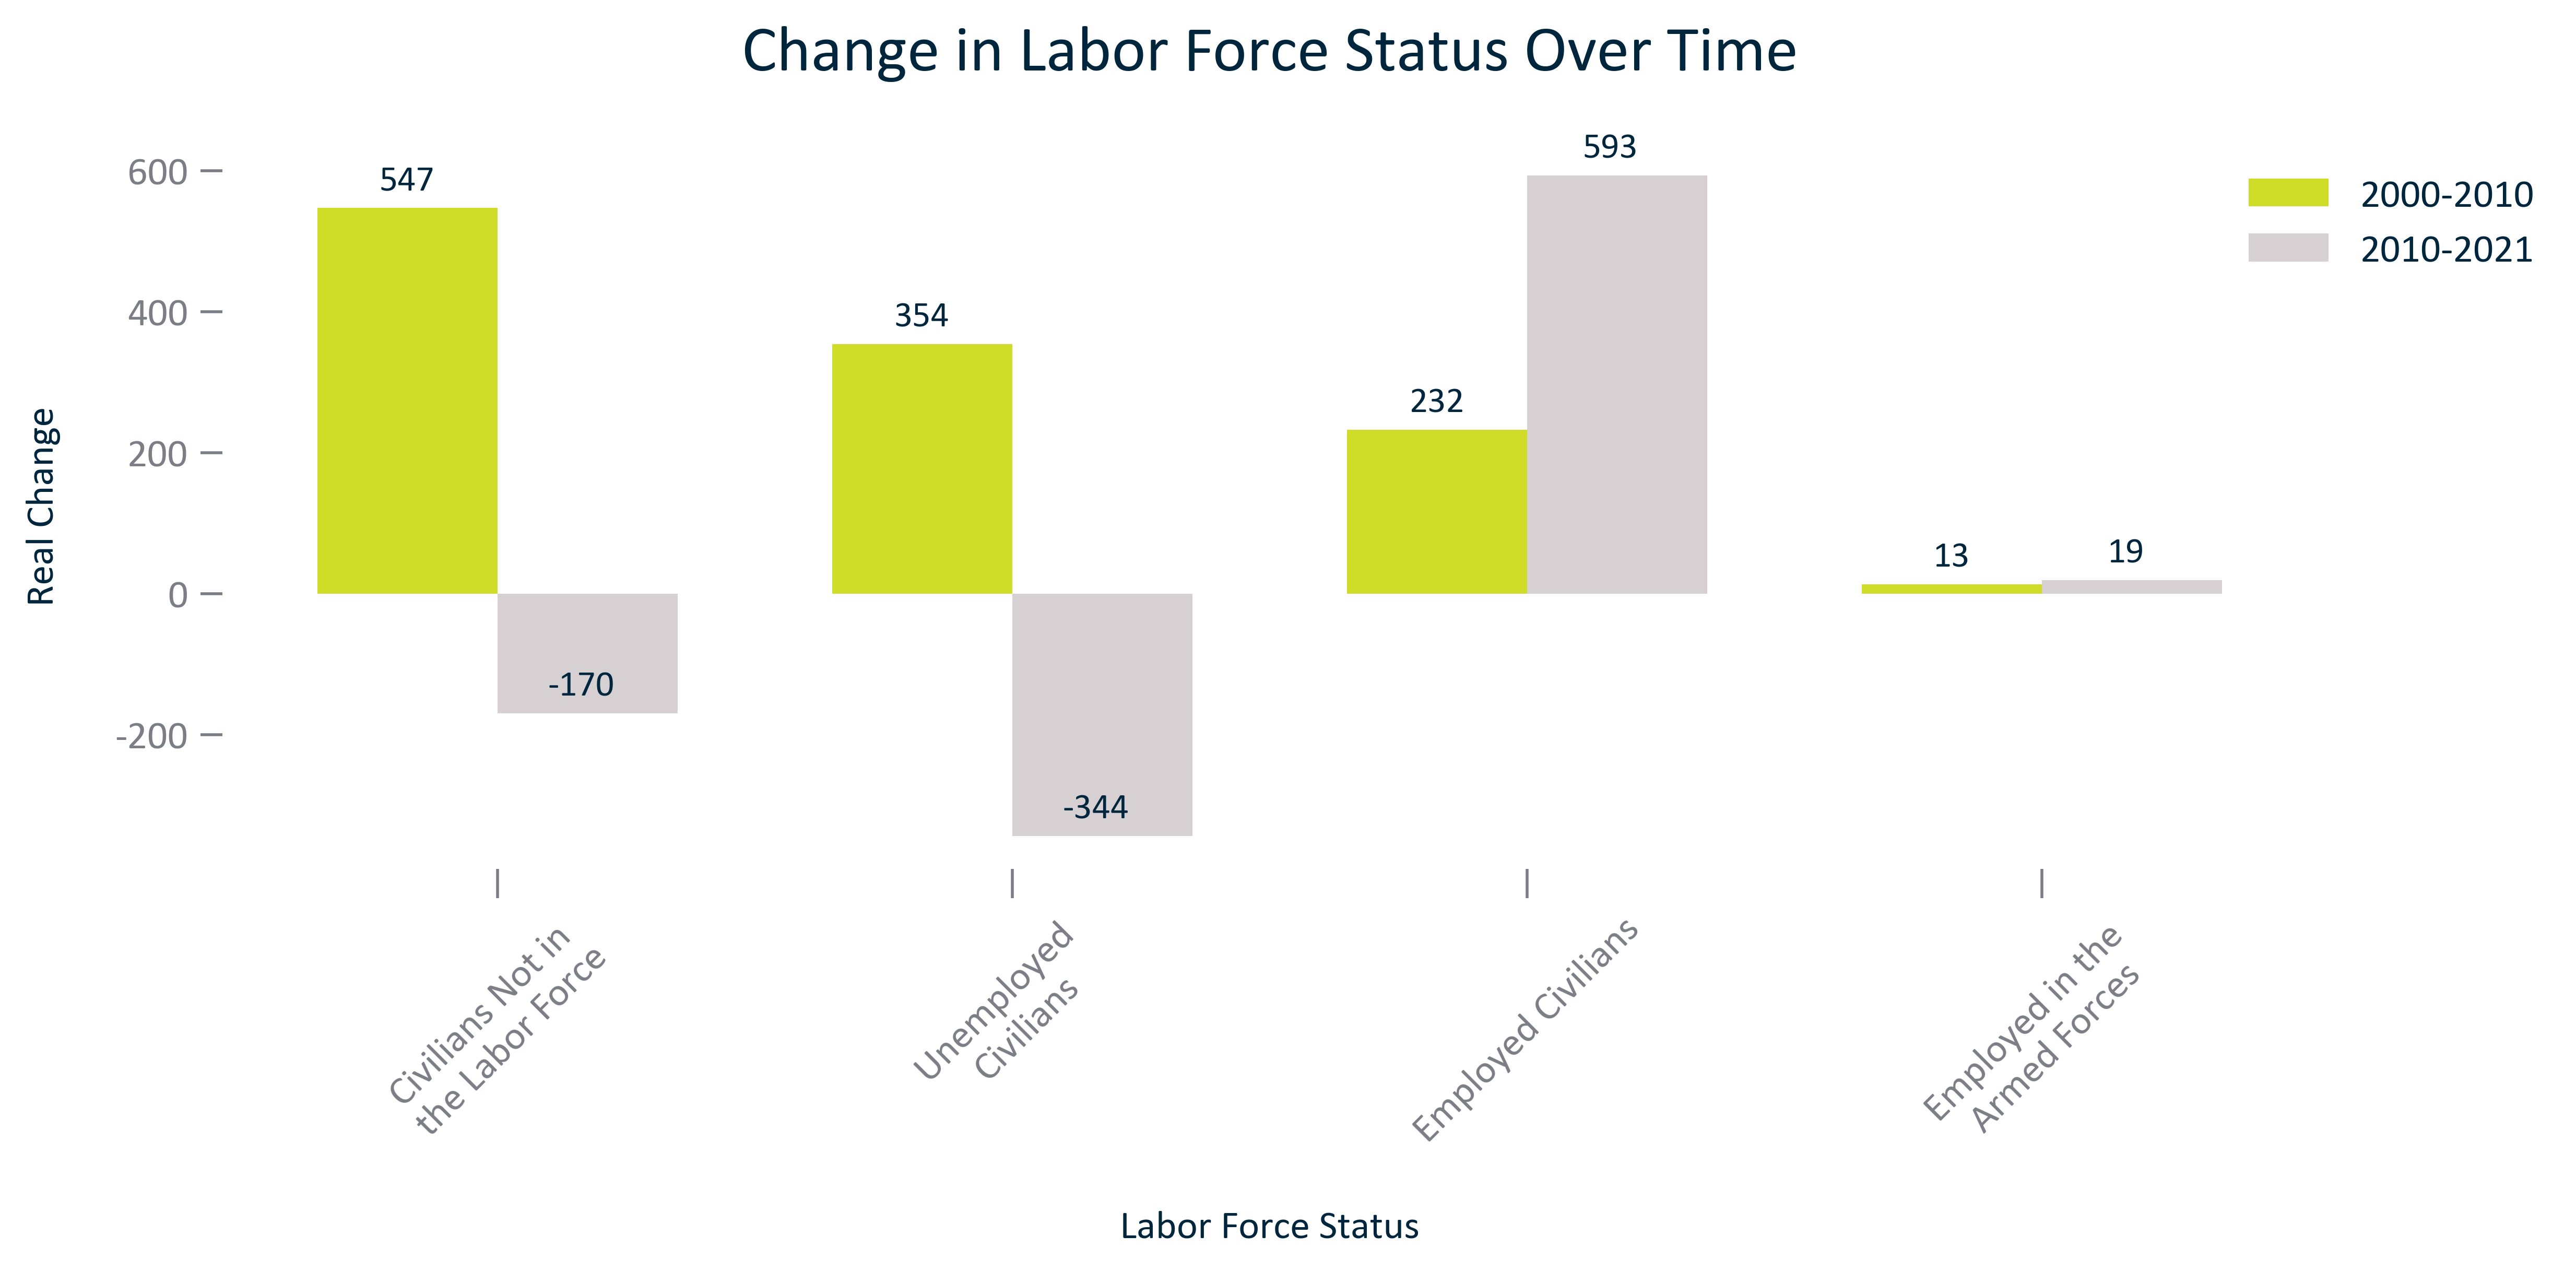 Change in Labor Force Status Over Time
600
400
200
0
-200
Real Change
547
-170
354
-344
232
593
13
19
2000-2010
2010-2021
Civilians Not in
the Labor Force
Unemployed
Civilians
Employed Civilians
Employed in the
Armed Forces
Labor Force Status